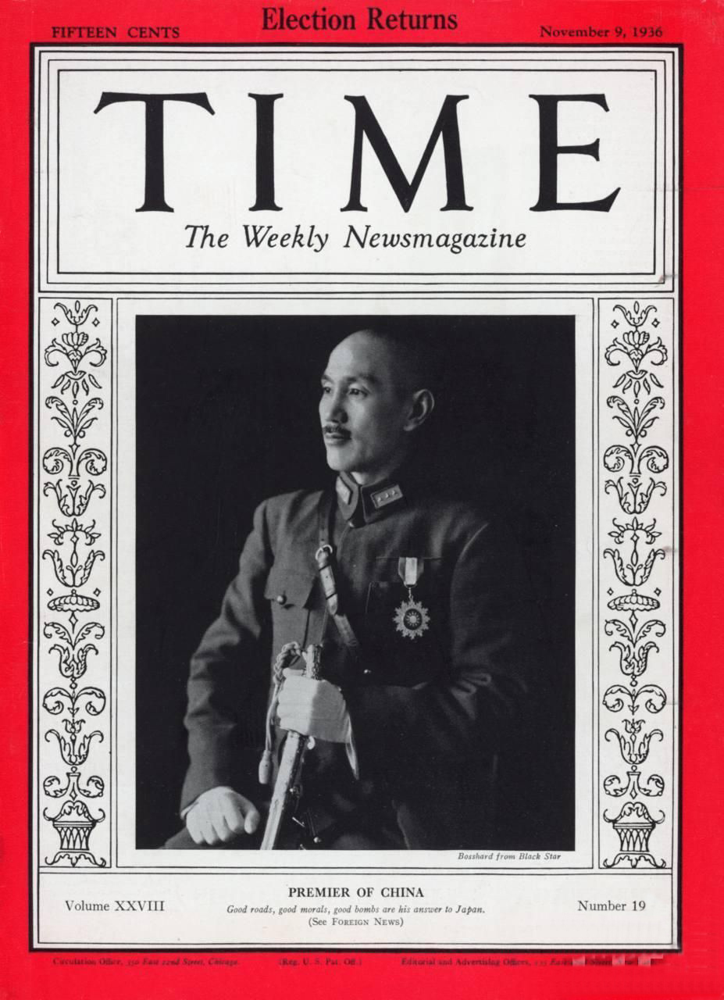 Election Returns
FIFTEEN CENTS
November 9, 1936
TIME
The Weekly Newsmagazine
Bosshard from Black Star
PREMIER OF CHINA
Volume XXVIII
Good roads, good morals, good bombs are his answer to Japan.
Number 19
(See FOREIGN NEWS)
Circulation Office, 350 East 22nd Street, Chicago.
(Reg. U. S. Pat. Off.)
Editorial and Advertising Offices, 135